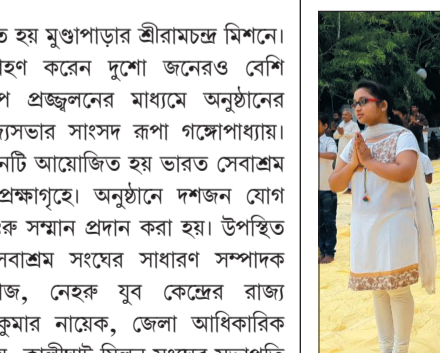 ত হয় মুণ্ডাপাড়ার শ্রীরামচন্দ্র মিশনে।
হণ করেন দুশো জনেরও বেশি
প প্রজ্জ্বলনের মাধ্যমে অনুষ্ঠানের
্যসভার সাংসদ রূপা গঙ্গোপাধ্যায়।
নটি আয়োজিত হয় ভারত সেবাশ্রম
প্রেক্ষাগৃহে। অনুষ্ঠানে দশজন যোগ
রু সম্মান প্রদান করা হয়। উপস্থিত
সেবাশ্রম সংঘের সাধারণ সম্পাদক
াজ, নেহরু যুব কেন্দ্রের রাজ্য
কুমার নায়েক, জেলা আধিকারিক